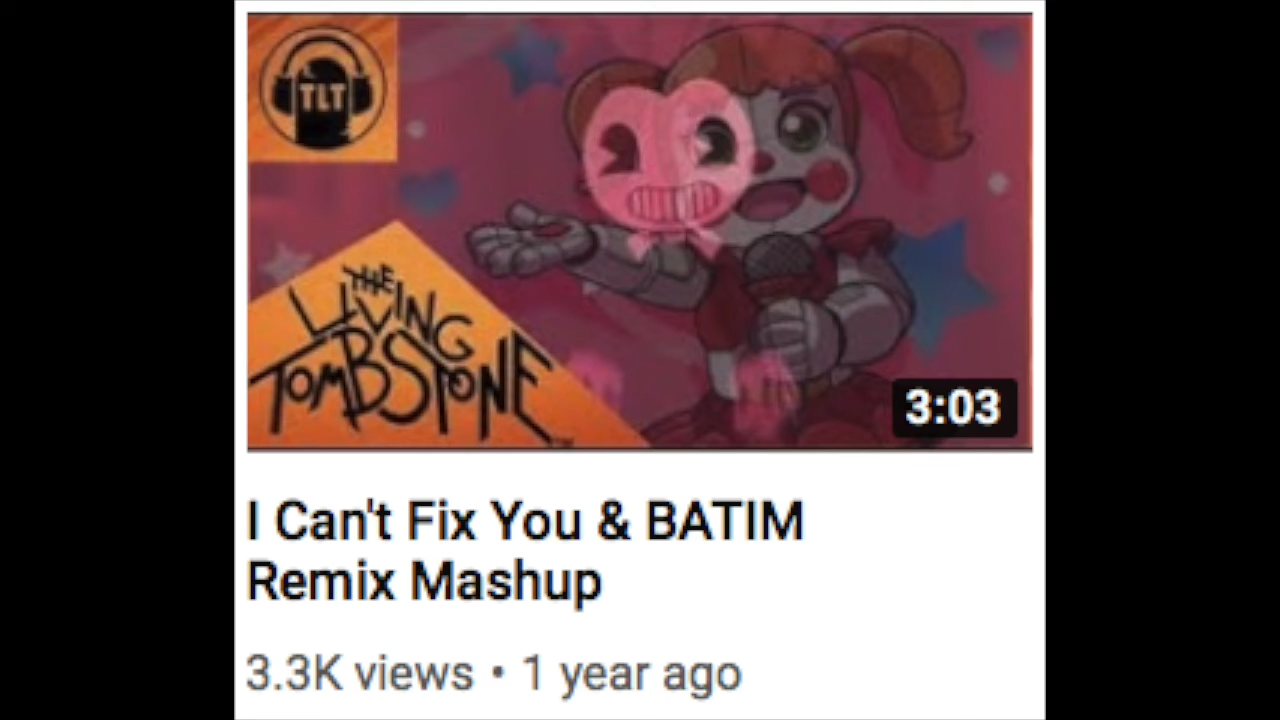 TLT
THE
LIVING
TOMBSTONE
3:03
I Can't Fix You & BATIM
Remix Mashup
3.3K views • 1 year ago